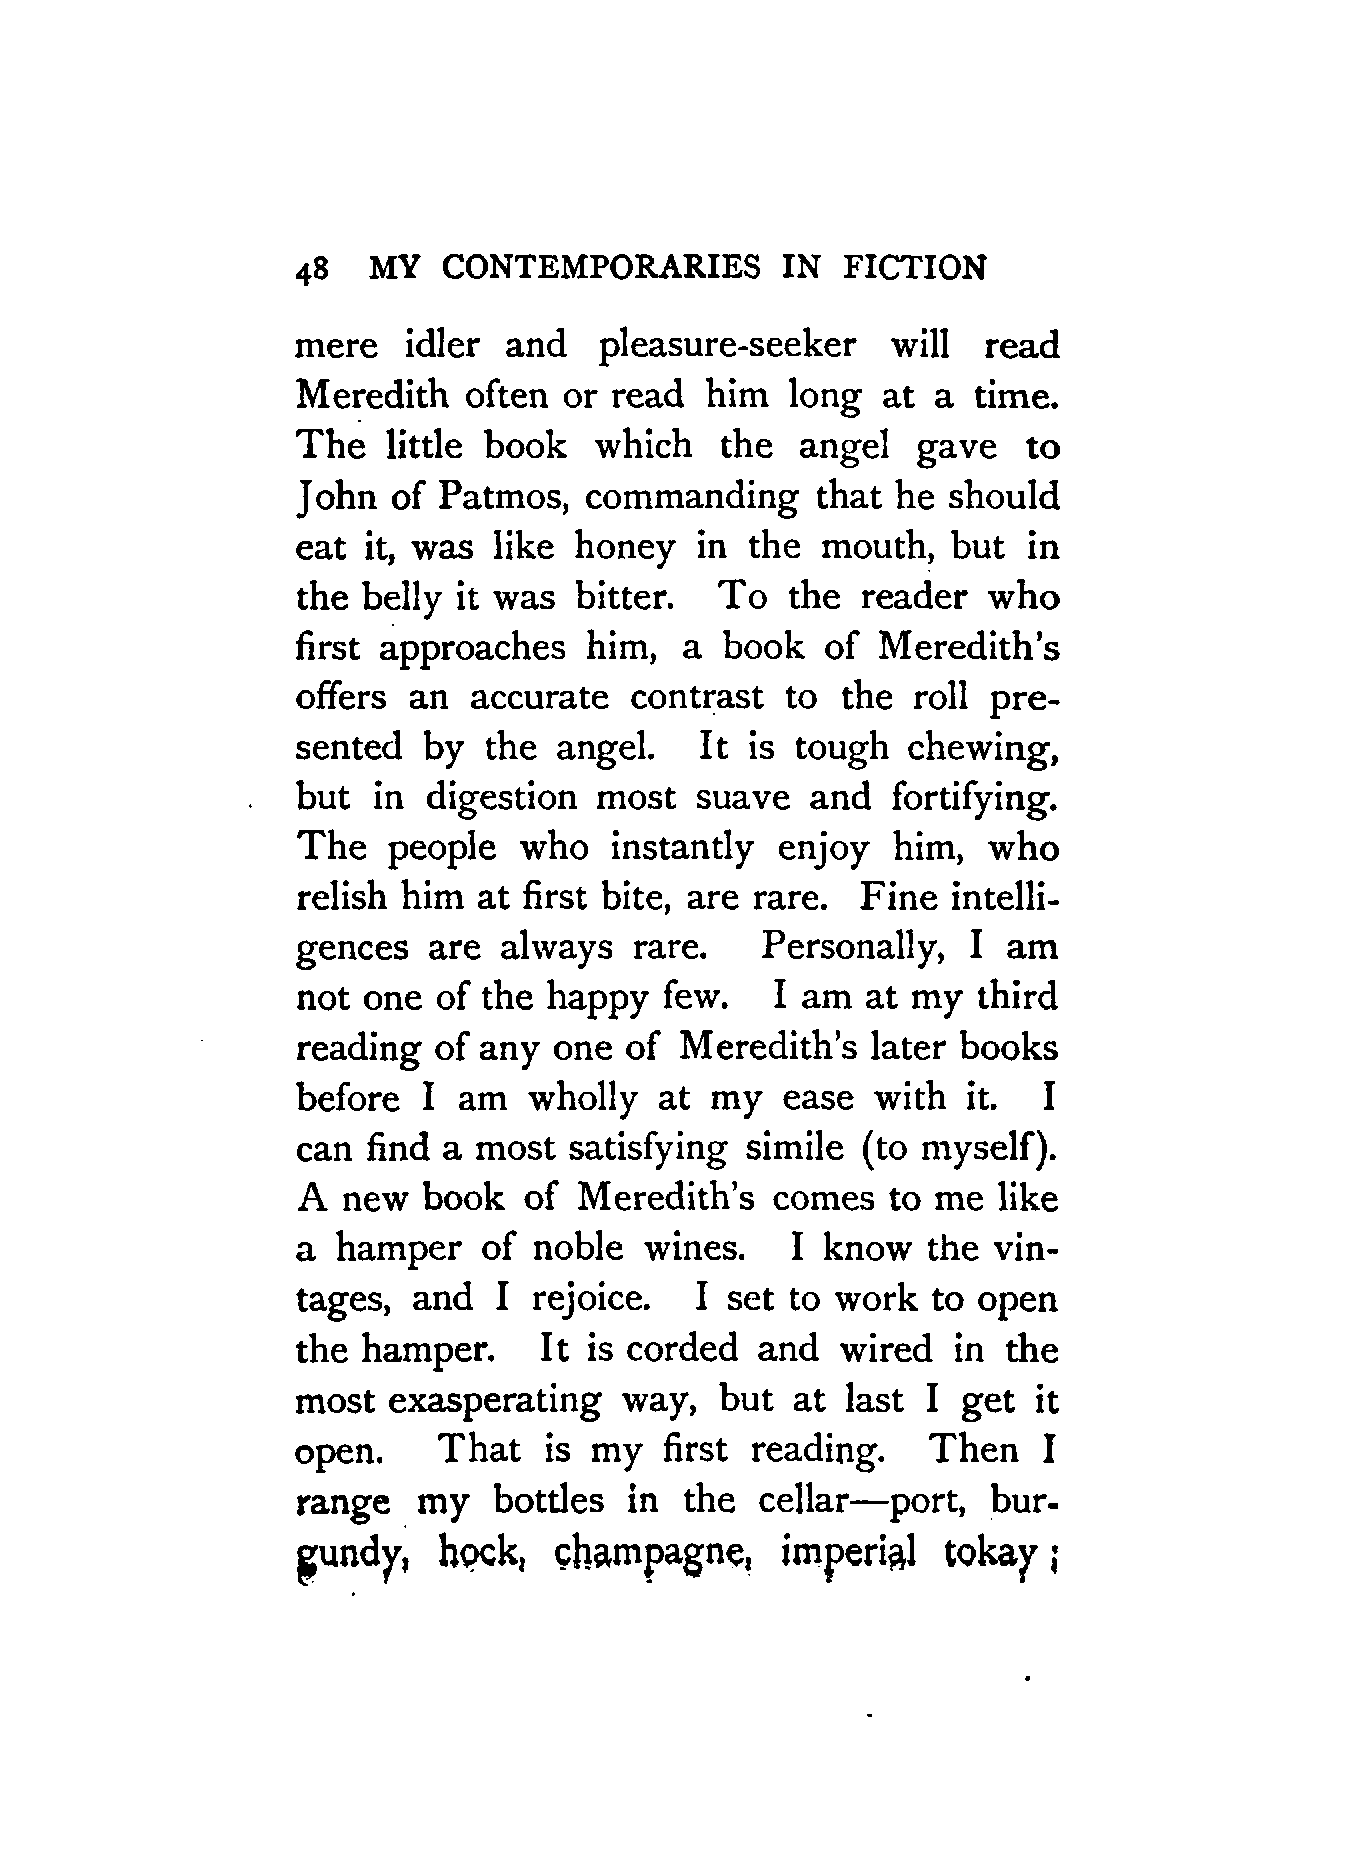 48 MY CONTEMPORARIES IN FICTION
mere idler and pleasure-seeker will read
Meredith often or read him long at a time.
The little book which the angel gave to
John of Patmos, commanding that he should
eat it, was like honey in the mouth, but in
the belly it was bitter. To the reader who
first approaches him, a book of Meredith's
offers an accurate contrast to the roll pre-
sented by the angel. It is tough chewing,
but in digestion most suave and fortifying.
The people who instantly enjoy him, who
relish him at first bite, are rare. Fine intelli-
gences are always rare. Personally, I am
not one of the happy few. I am at my third
reading of any one of Meredith's later books
before I am wholly at my ease with it. I
can find a most satisfying simile (to myself).
A new book of Meredith's comes to me like
a hamper of noble wines. I know the vin-
tages, and I rejoice. I set to work to open
the hamper. It is corded and wired in the
most exasperating way, but at last I get it
open. That is my first reading. Then I
range my bottles in the cellar—port, bur-
gundy, hock, champagne, imperial tokay;